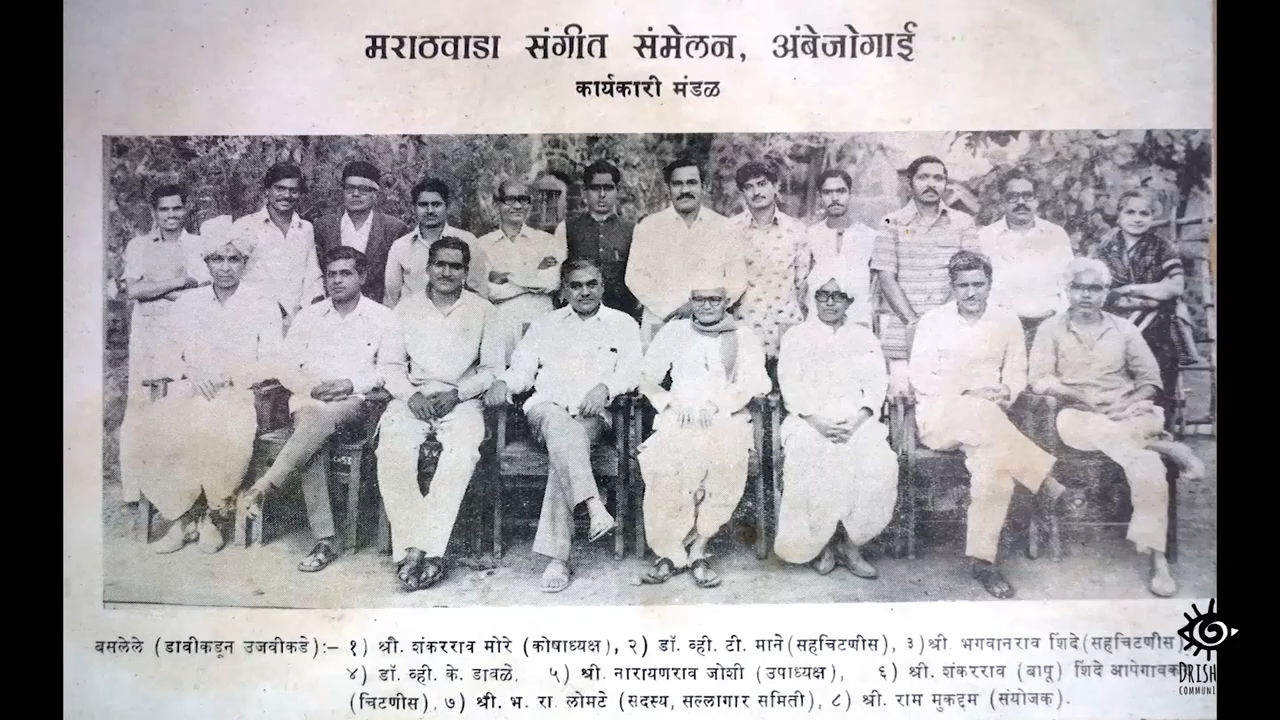 मराठवाडा संगीत संमेलन, अंबेजोगाई
कार्यकारी मंडळ
बसलेले (डावीकडून उजवीकडे):– १) श्री. शंकरराव मोरे (कोषाध्यक्ष), २) डॉ. व्ही. टी. माने(सहचिटणीस), ३)श्री. भगवानराव शिंदे(सहचिटणीस
४) डॉ. व्ही. के. डावळे, ५) श्री. नारायणराव जोशी (उपाध्यक्ष), ६) श्री. शंकरराव (बापू) शिंदे आपेगावक
(चिटणीस), ७) श्री. भ. रा. लोमटे (सदस्य, सल्लागार समिती), ८) श्री. राम मुकद्दम (संयोजक).
DRISH
COMMUNI